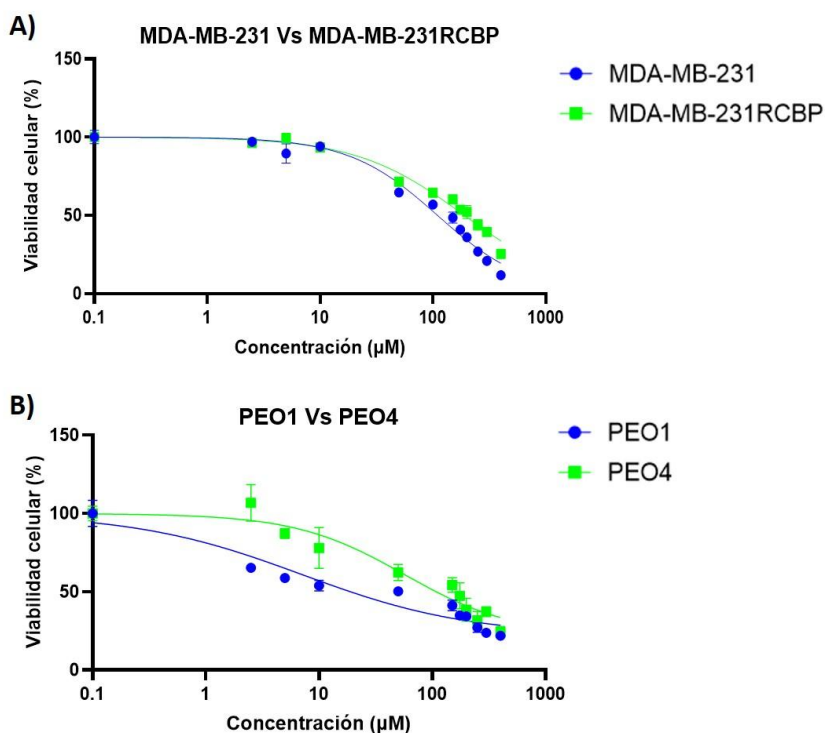 A)
MDA-MB-231 Vs MDA-MB-231RCBP
150
100
50
0
Viabilidad celular (%)
0.1 1 10 100 1000
Concentración (µM)
MDA-MB-231
MDA-MB-231RCBP
B)
PEO1 Vs PEO4
150
100
50
0
Viabilidad celular (%)
0.1 1 10 100 1000
Concentración (µM)
PEO1
PEO4